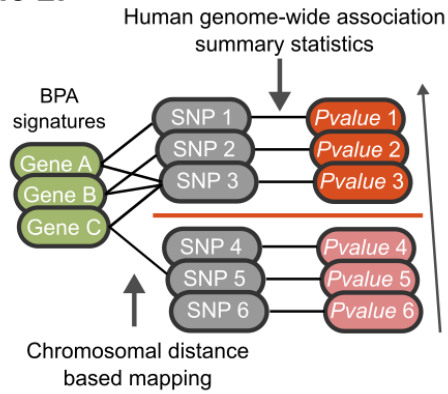 Human genome-wide association
summary statistics
BPA
signatures
Gene A
Gene B
Gene C
SNP 1
SNP 2
SNP 3
SNP 4
SNP 5
SNP 6
Pvalue 1
Pvalue 2
Pvalue 3
Pvalue 4
Pvalue 5
Pvalue 6
Chromosomal distance
based mapping